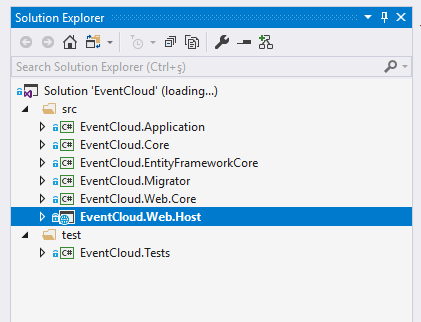 Solution Explorer
Search Solution Explorer (Ctrl+ş)
Solution 'EventCloud' (loading...)
src
C# EventCloud.Application
C# EventCloud.Core
C# EventCloud.EntityFrameworkCore
C# EventCloud.Migrator
C# EventCloud.Web.Core
EventCloud.Web.Host
test
C# EventCloud.Tests